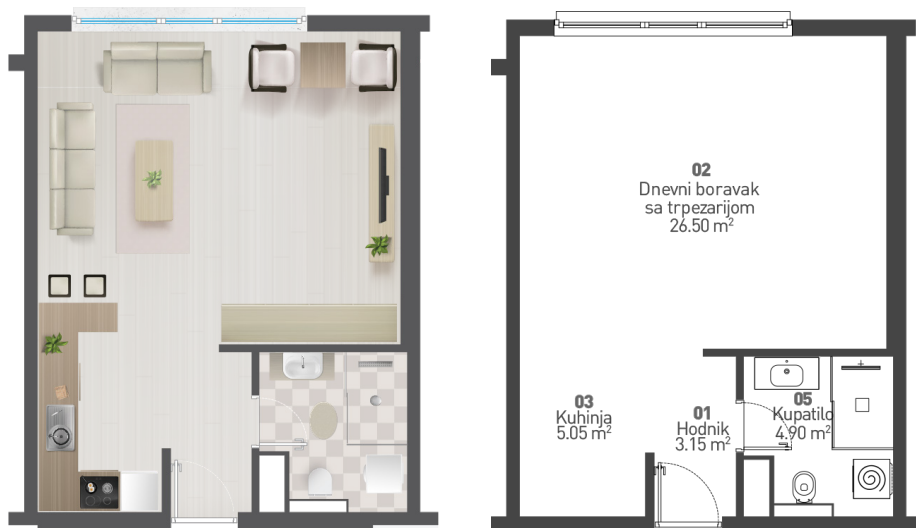 02
Dnevni boravak
sa trpezarijom
26.50 m²
03
Kuhinja
5.05 m²
01
Hodnik
3.15 m²
05
Kupatilo
4.90 m²